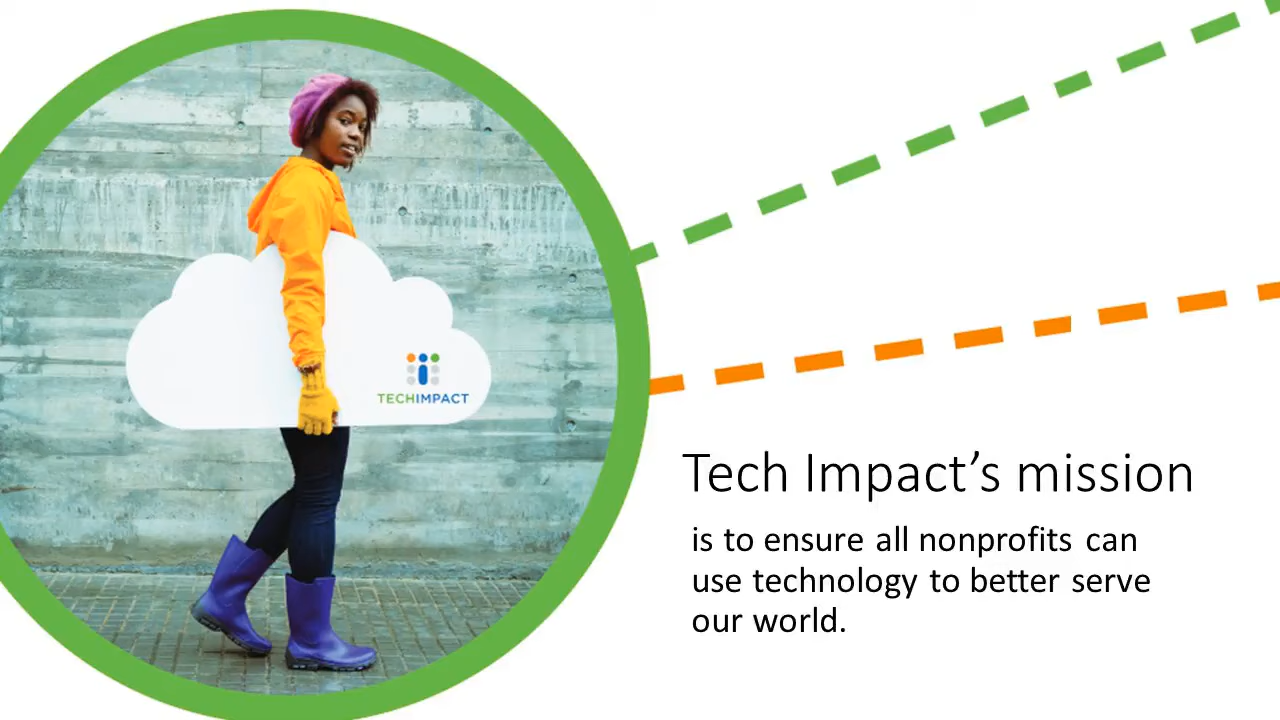 TECHIMPACT
Tech Impact’s mission
is to ensure all nonprofits can
use technology to better serve
our world.